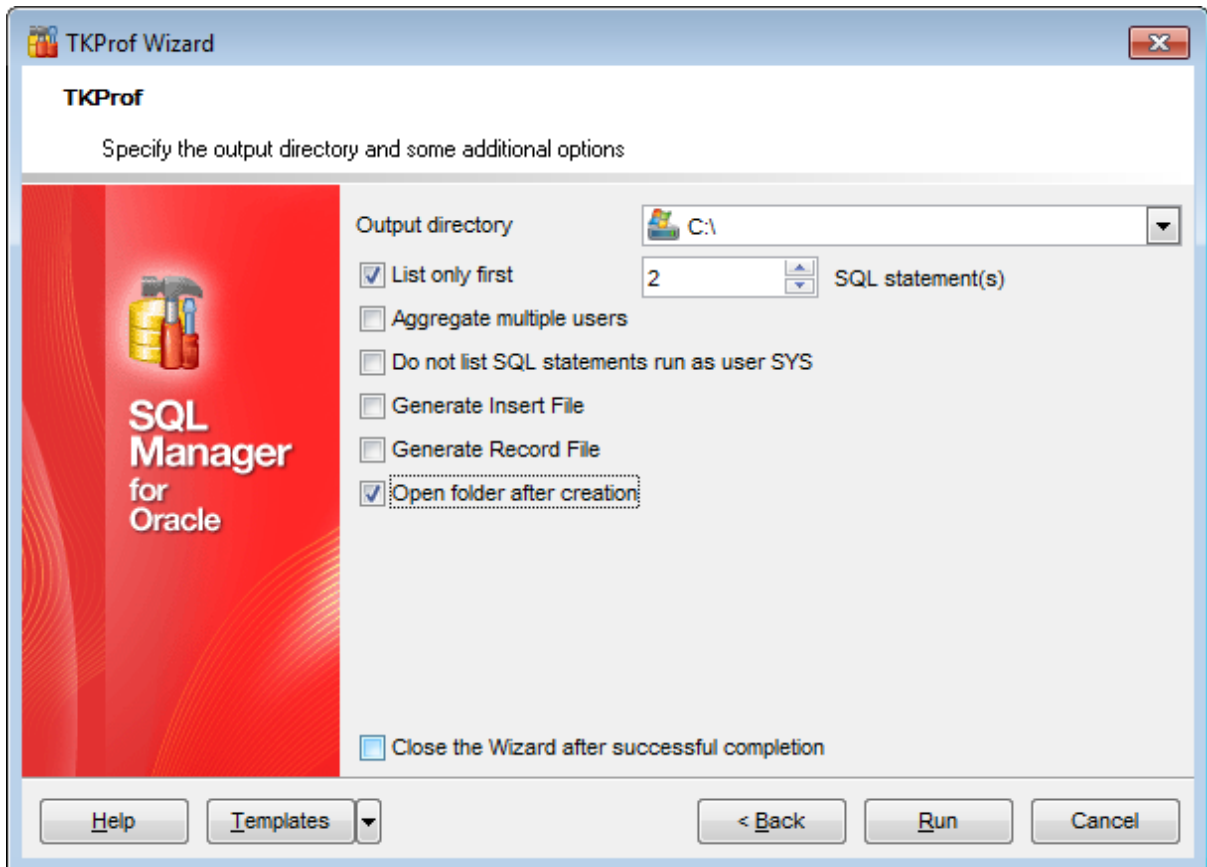 TKProf Wizard
TKProf
Specify the output directory and some additional options
Output directory C:\
List only first 2 SQL statement(s)
Aggregate multiple users
Do not list SQL statements run as user SYS
Generate Insert File
Generate Record File
Open folder after creation
SQL
Manager
for
Oracle
Close the Wizard after successful completion
Help Templates < Back Run Cancel